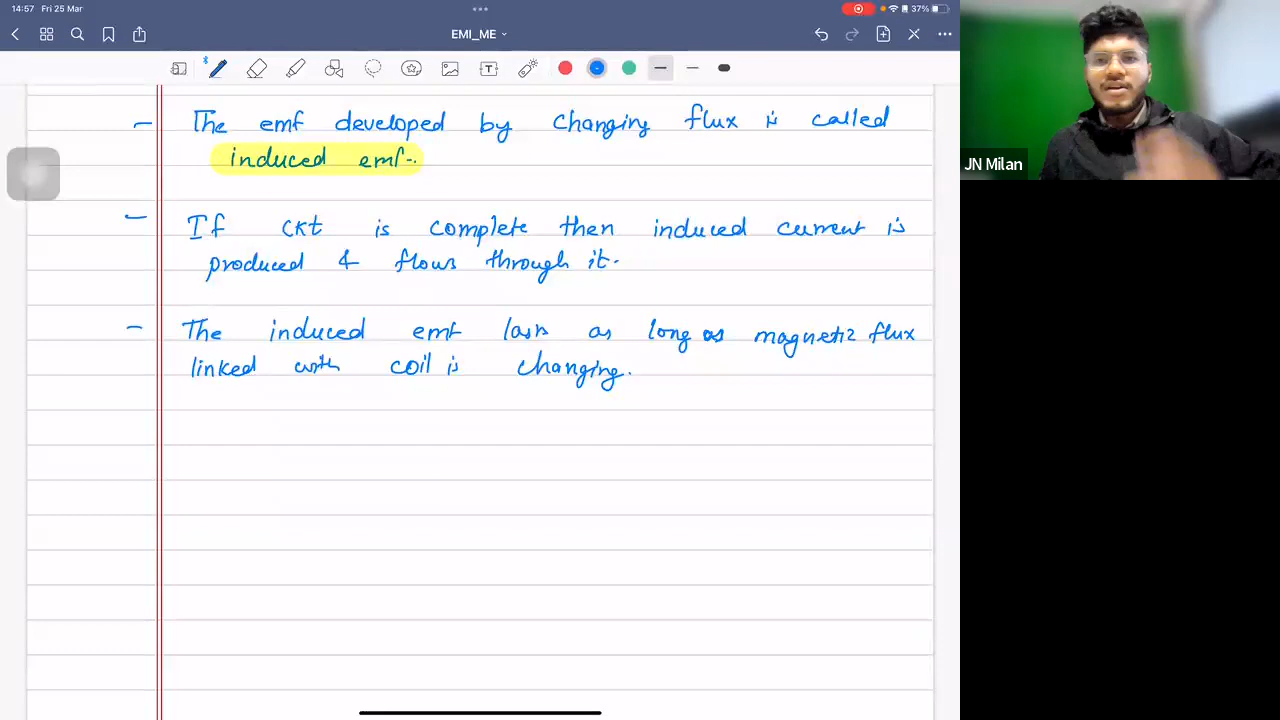 14:57 Fri 25 Mar
37%
EMI_ME
- The emf developed by changing flux is called
induced emf.
- If ckt is complete then induced current is
produced & flows through it.
- The induced emf lasts as long as magnetic flux
linked with coil is changing.
JN Milan